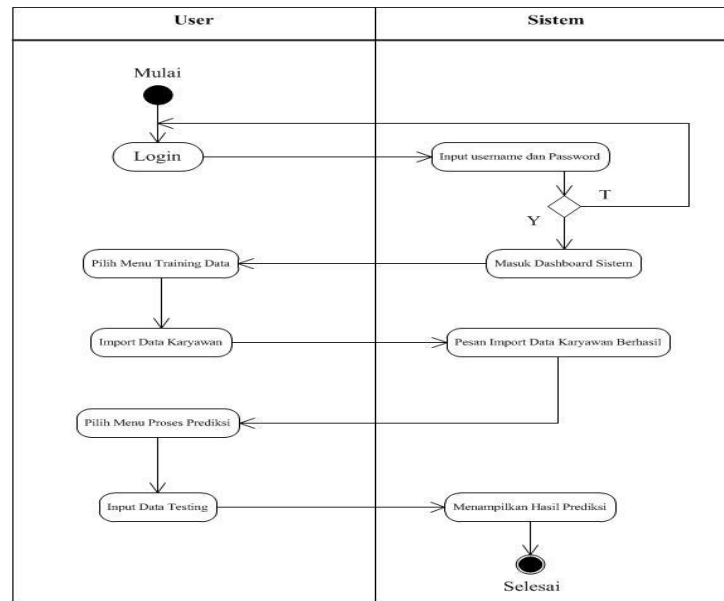 User
Sistem
Mulai
Login
Input username dan Password
T
Y
Pilih Menu Training Data
Masuk Dashboard Sistem
Import Data Karyawan
Pesan Import Data Karyawan Berhasil
Pilih Menu Proses Prediksi
Input Data Testing
Menampilkan Hasil Prediksi
Selesai